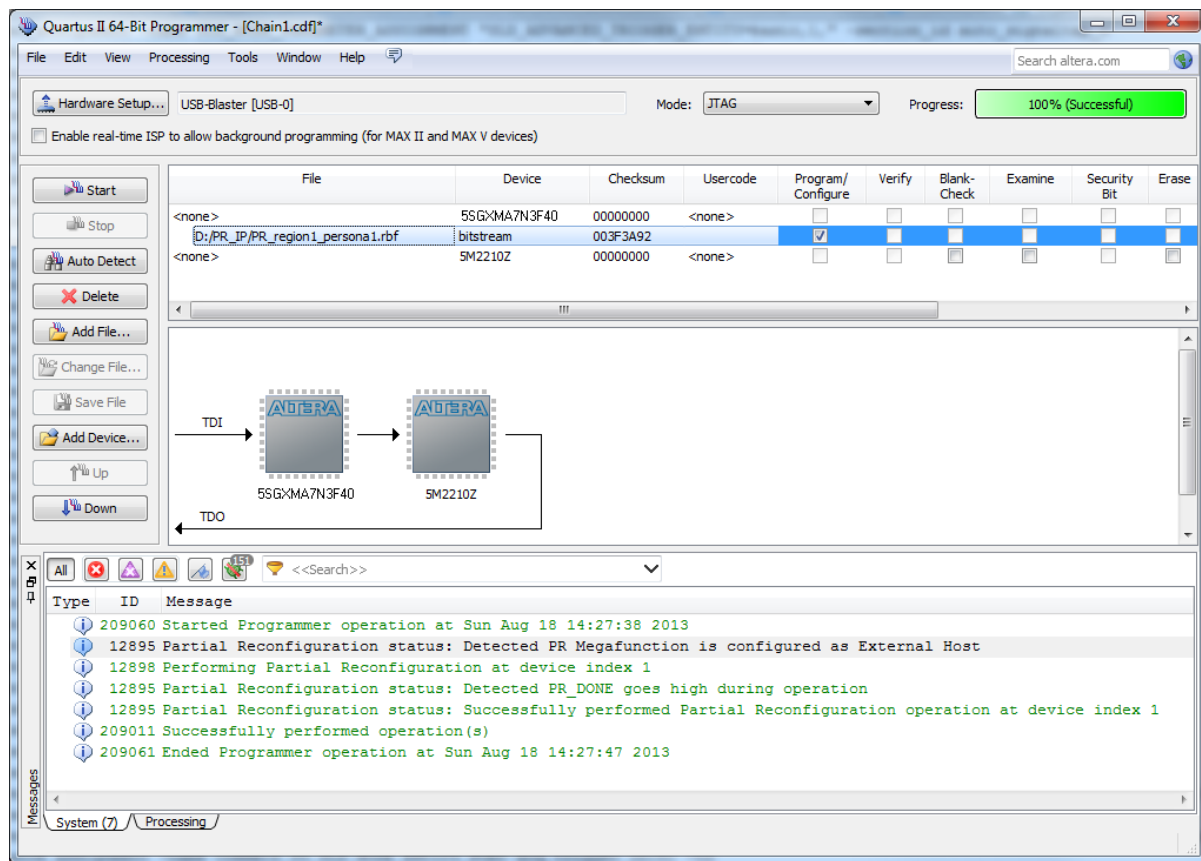 Quartus II 64-Bit Programmer - [Chain1.cdf]*
File Edit View Processing Tools Window Help
Search altera.com
Hardware Setup... USB-Blaster [USB-0] Mode: JTAG Progress: 100% (Successful)
Enable real-time ISP to allow background programming (for MAX II and MAX V devices)
Start
Stop
Auto Detect
Delete
Add File...
Change File...
Save File
Add Device...
Up
Down
File Device Checksum Usercode Program/ Configure Verify Blank- Check Examine Security Bit Erase
<none> 5SGXMA7N3F40 00000000 <none>
D:/PR_IP/PR_region1_persona1.rbf bitstream 003F3A92
<none> 5M2210Z 00000000 <none>
TDI
ALTERA
ALTERA
5SGXMA7N3F40
5M2210Z
TDO
All
151
<<Search>>
Type ID Message
209060 Started Programmer operation at Sun Aug 18 14:27:38 2013
12895 Partial Reconfiguration status: Detected PR Megafunction is configured as External Host
12898 Performing Partial Reconfiguration at device index 1
12895 Partial Reconfiguration status: Detected PR_DONE goes high during operation
12895 Partial Reconfiguration status: Successfully performed Partial Reconfiguration operation at device index 1
209011 Successfully performed operation(s)
209061 Ended Programmer operation at Sun Aug 18 14:27:47 2013
Messages
System (7) Processing